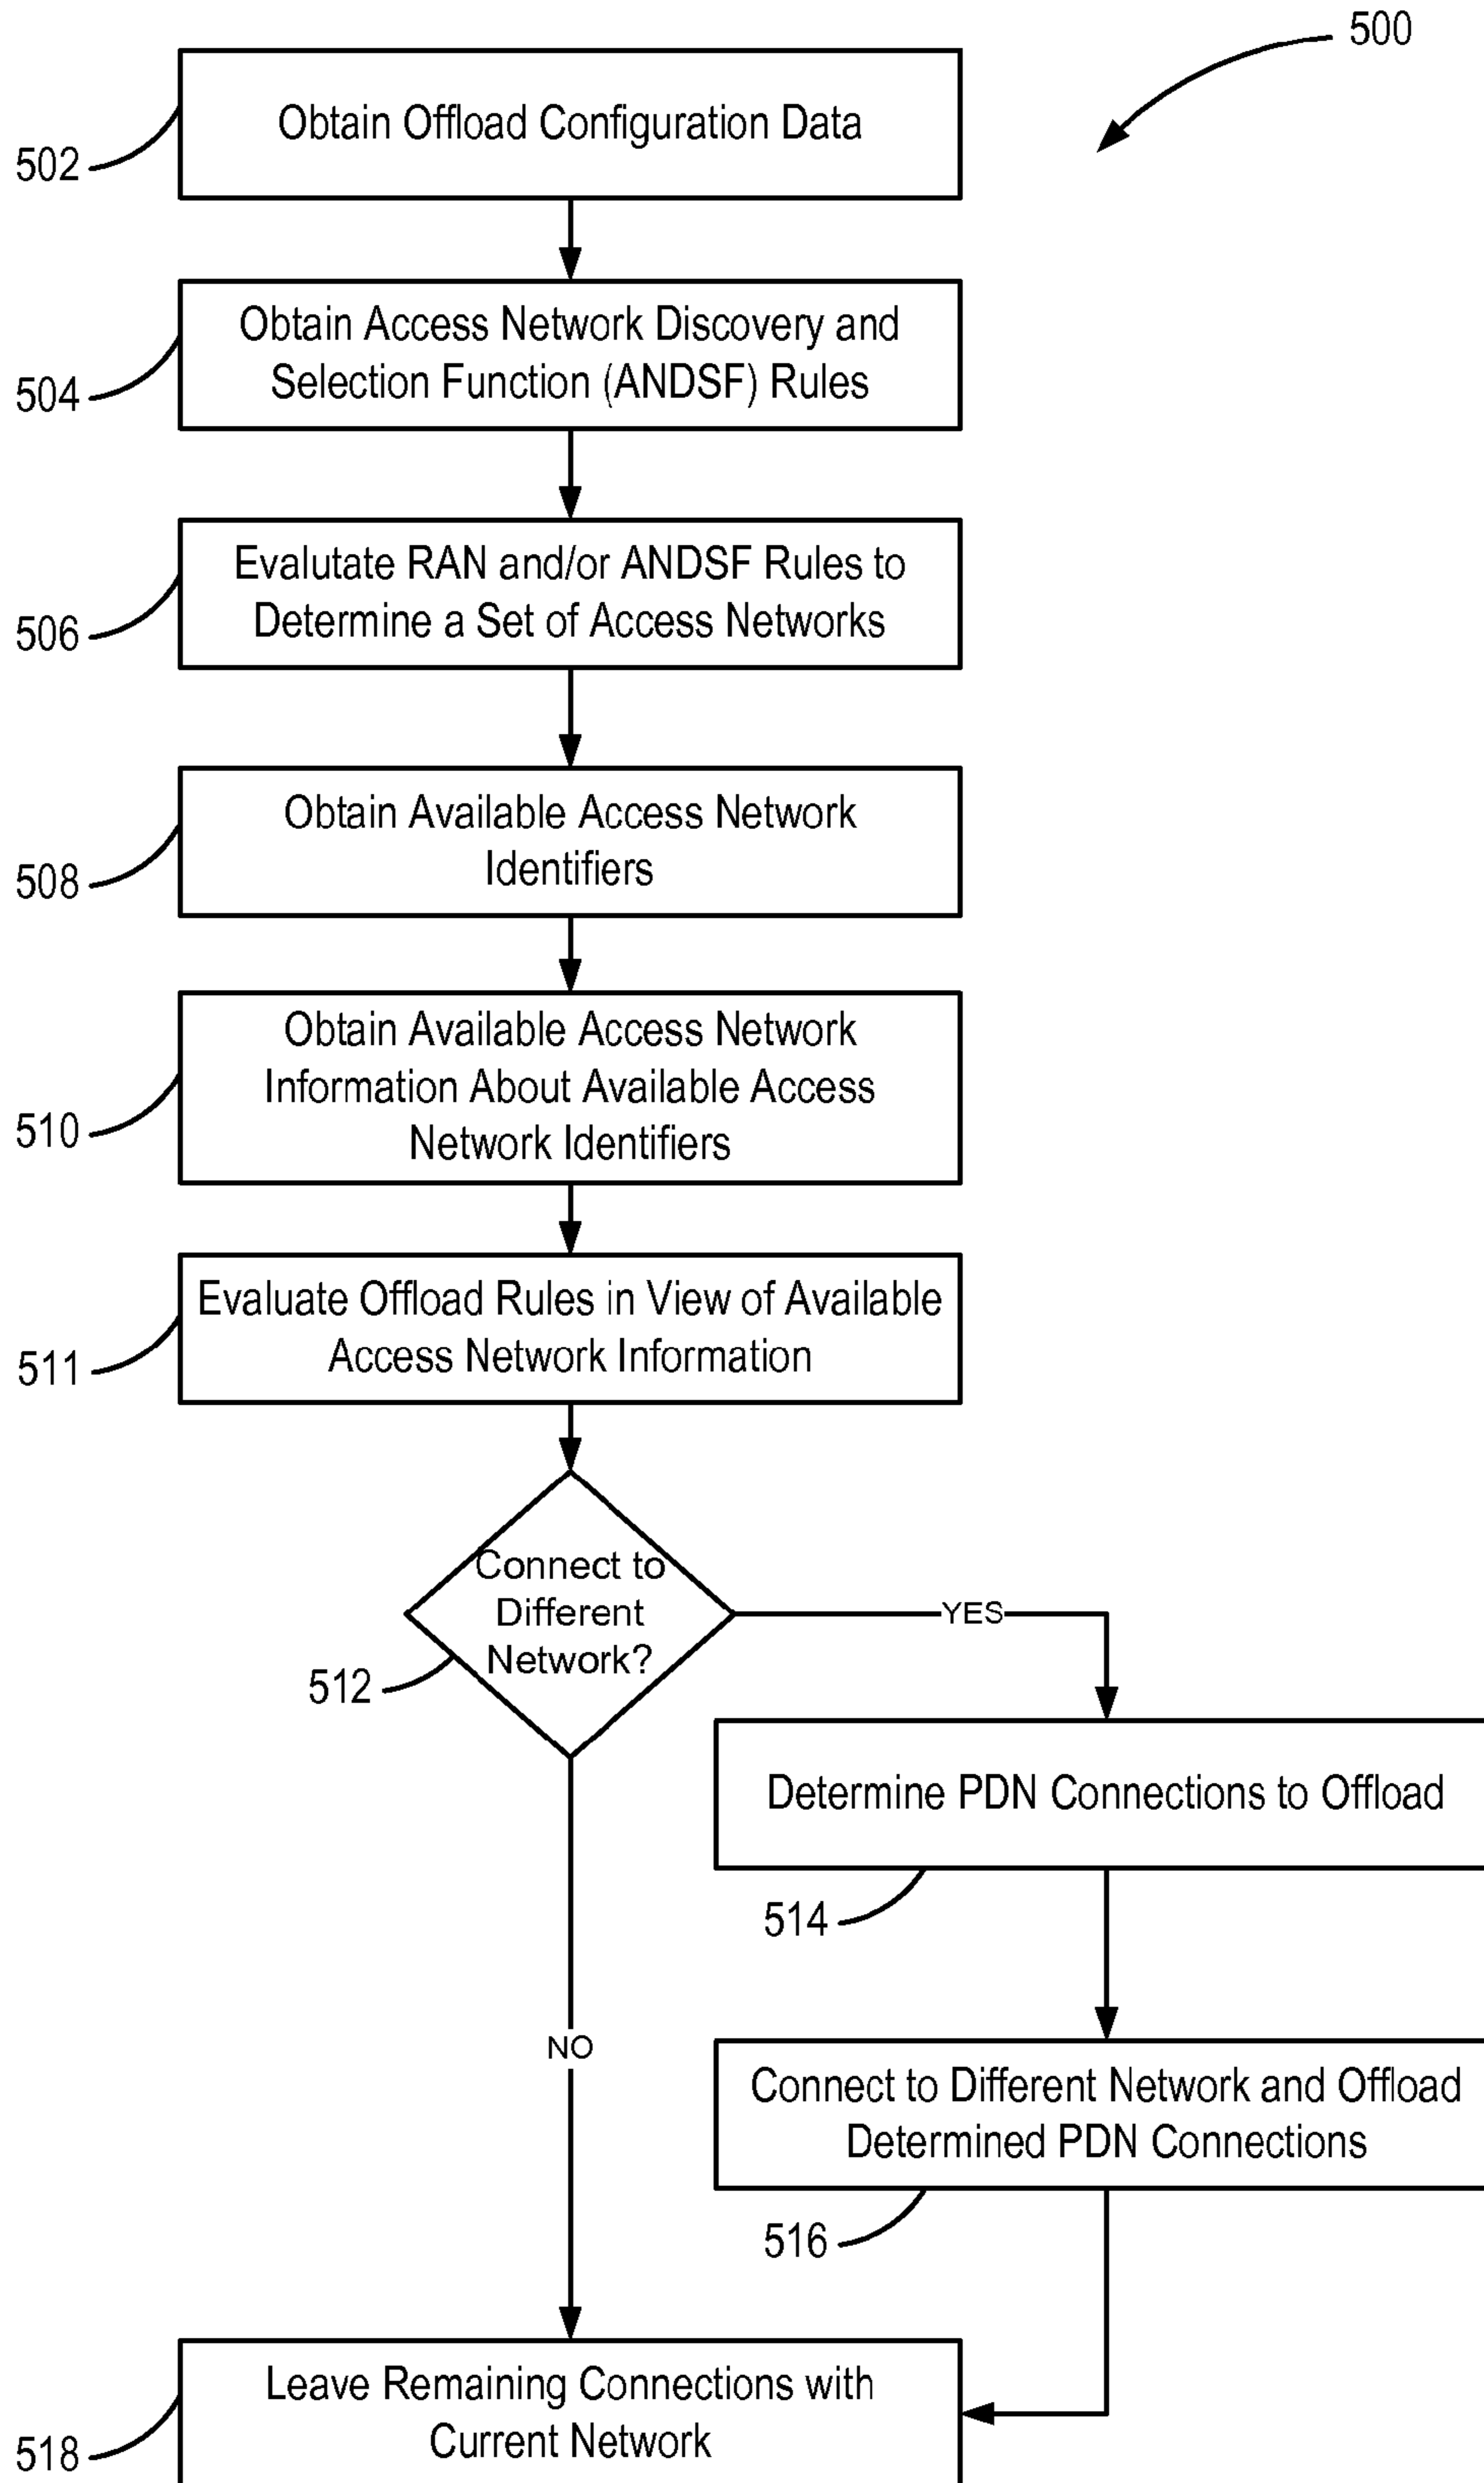 500
Obtain Offload Configuration Data
502
Obtain Access Network Discovery and
Selection Function (ANDSF) Rules
504
Evalutate RAN and/or ANDSF Rules to
Determine a Set of Access Networks
506
Obtain Available Access Network
Identifiers
508
Obtain Available Access Network
Information About Available Access
Network Identifiers
510
Evaluate Offload Rules in View of Available
Access Network Information
511
Connect to
Different
Network?
512
YES
Determine PDN Connections to Offload
514
NO
Connect to Different Network and Offload
Determined PDN Connections
516
Leave Remaining Connections with
Current Network
518